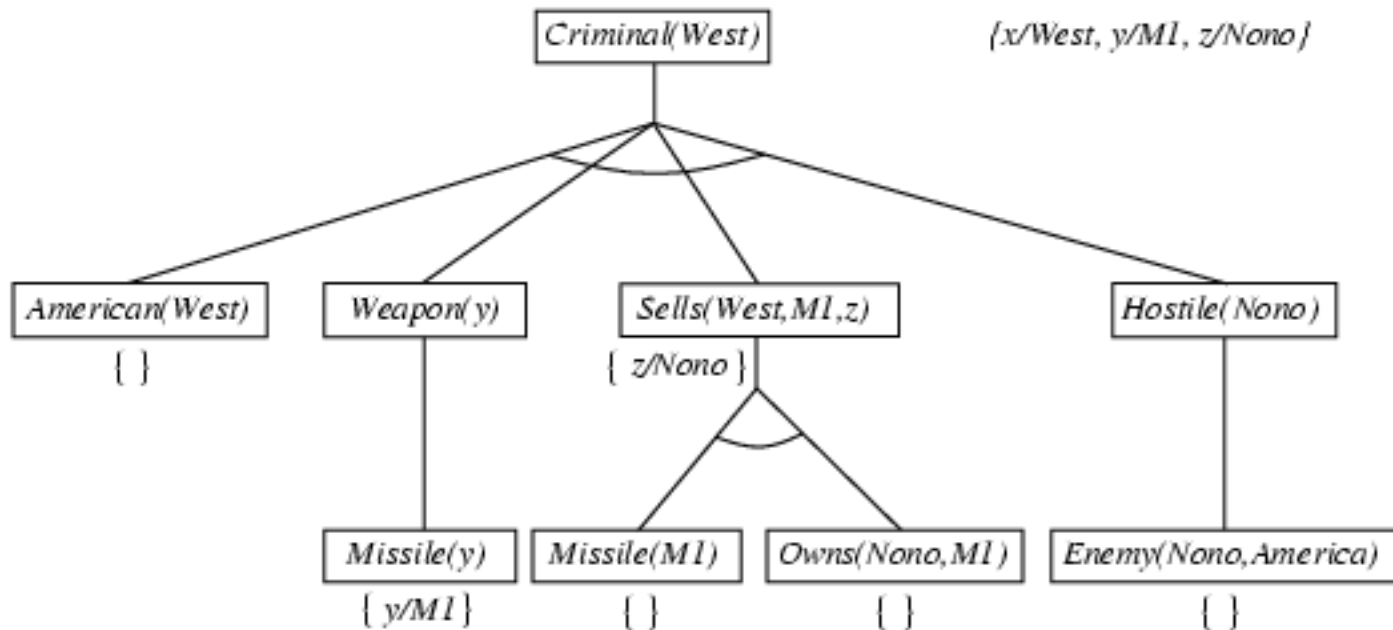 Criminal(West) {x/West, y/M1, z/Nono}
American(West) Weapon(y) Sells(West,M1,z) Hostile(Nono)
{ } { z/Nono }
Missile(y) Missile(M1) Owns(Nono,M1) Enemy(Nono,America)
{ y/M1 } { } { } { }